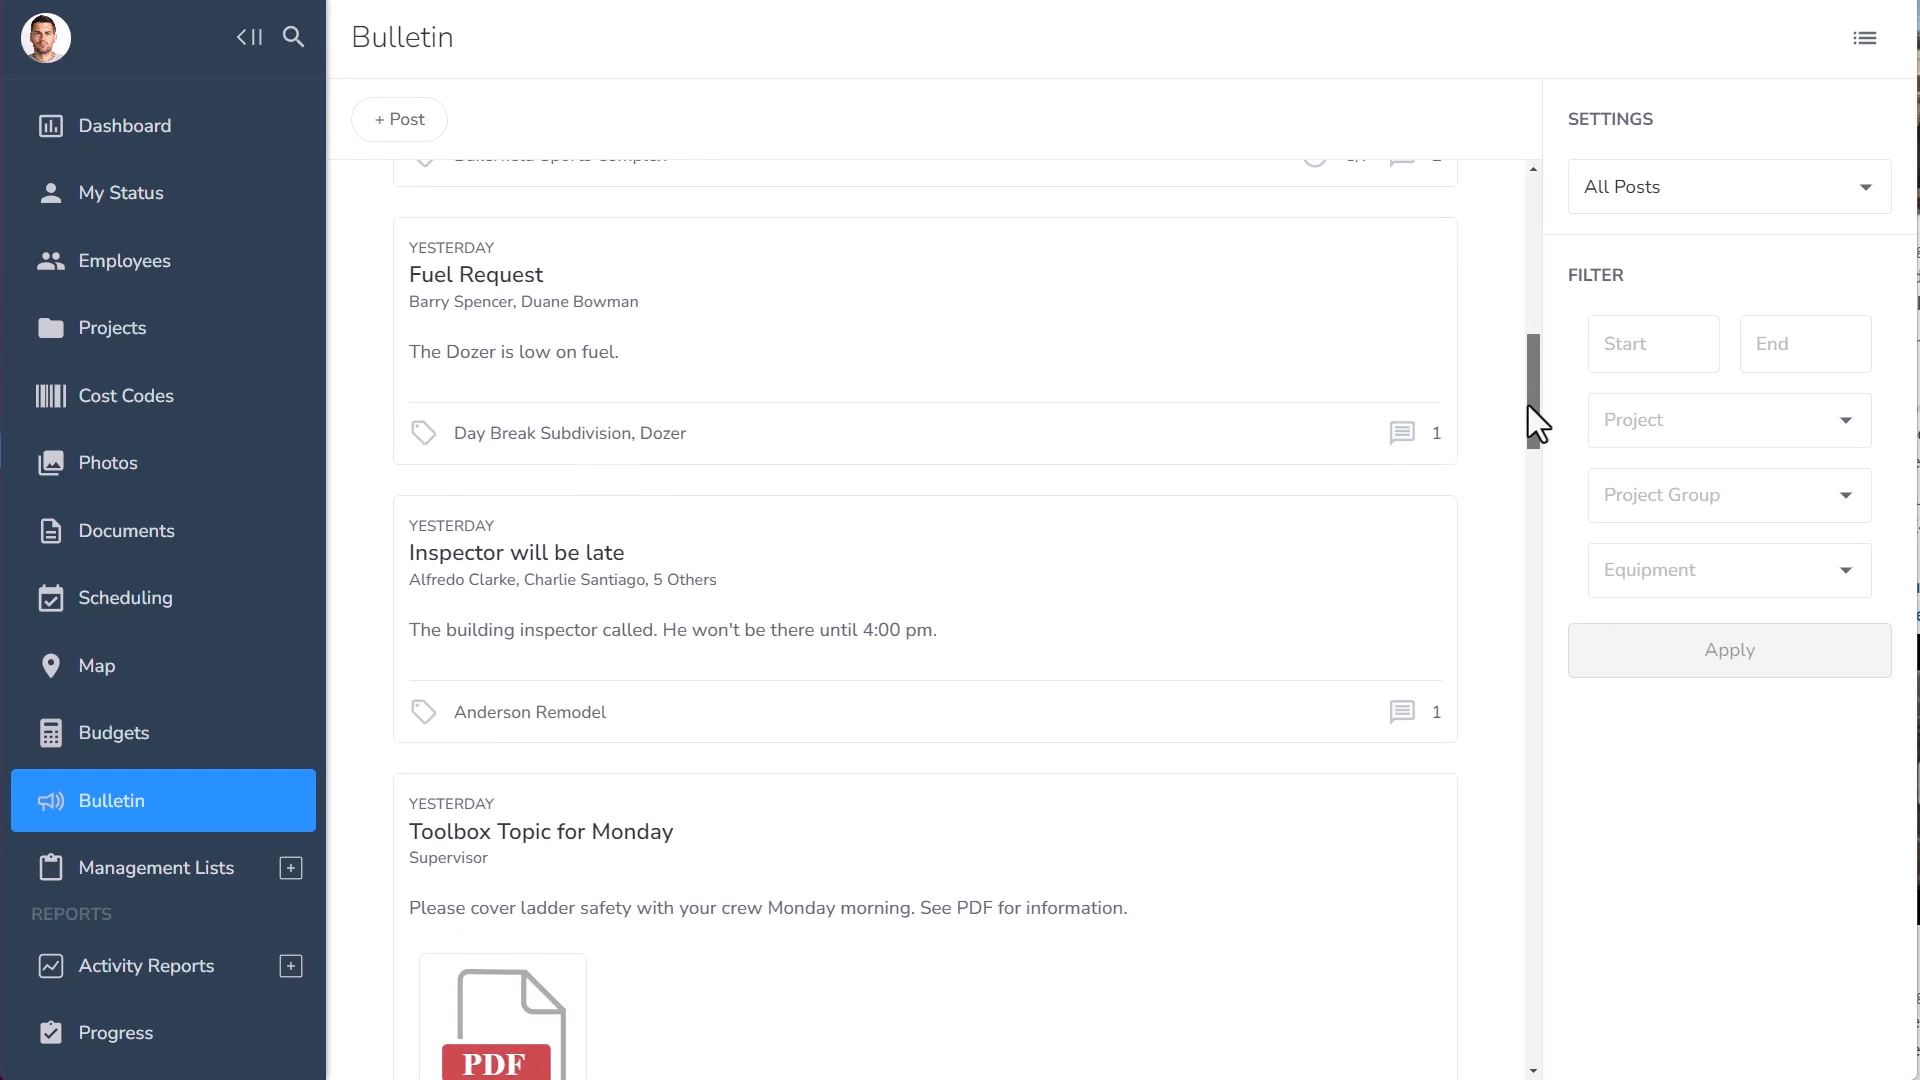 Bulletin
+ Post
SETTINGS
All Posts
FILTER
Start
End
Project
Project Group
Equipment
Apply
Dashboard
My Status
Employees
Projects
Cost Codes
Photos
Documents
Scheduling
Map
Budgets
Bulletin
Management Lists
REPORTS
Activity Reports
Progress
YESTERDAY
Fuel Request
Barry Spencer, Duane Bowman
The Dozer is low on fuel.
Day Break Subdivision, Dozer
1
YESTERDAY
Inspector will be late
Alfredo Clarke, Charlie Santiago, 5 Others
The building inspector called. He won't be there until 4:00 pm.
Anderson Remodel
1
YESTERDAY
Toolbox Topic for Monday
Supervisor
Please cover ladder safety with your crew Monday morning. See PDF for information.
PDF